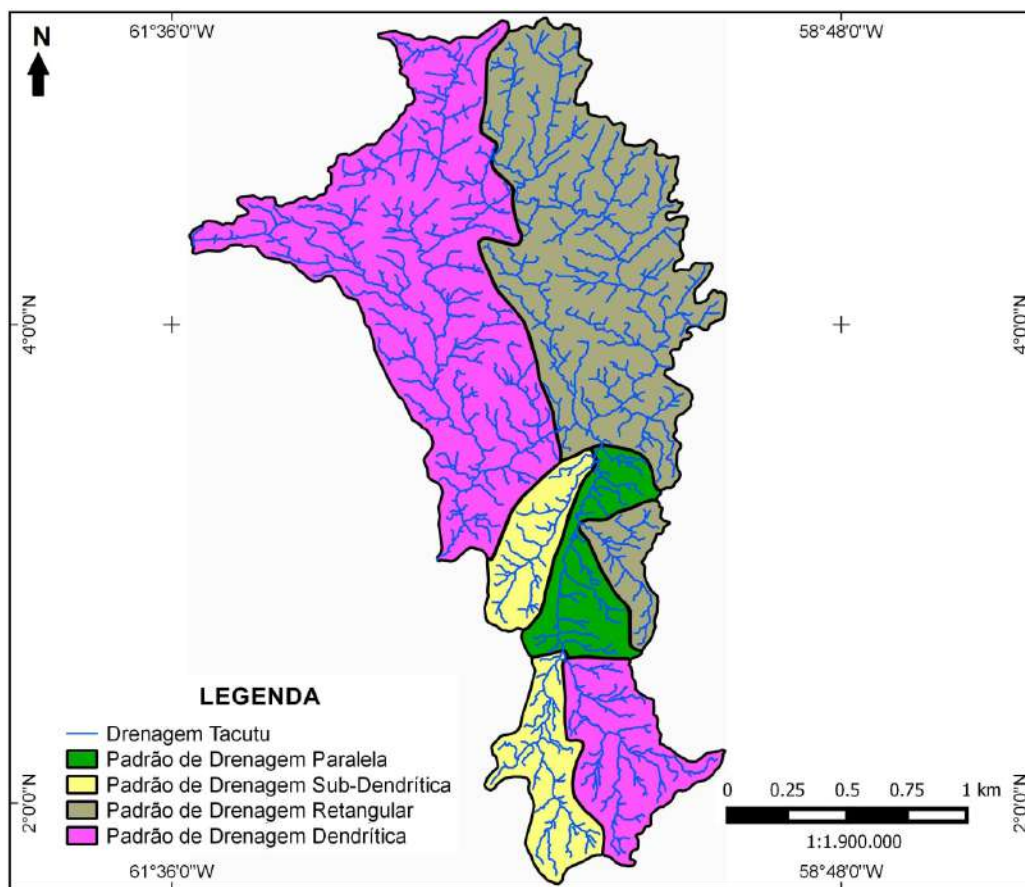 61°36'0"W 58°48'0"W
N
4°0'0"N 4°0'0"N
LEGENDA
Drenagem Tacutu
Padrão de Drenagem Paralela
Padrão de Drenagem Sub-Dendrítica
Padrão de Drenagem Retangular
Padrão de Drenagem Dendrítica
0 0.25 0.5 0.75 1 km
1:1.900.000
2°0'0"N 2°0'0"N
61°36'0"W 58°48'0"W